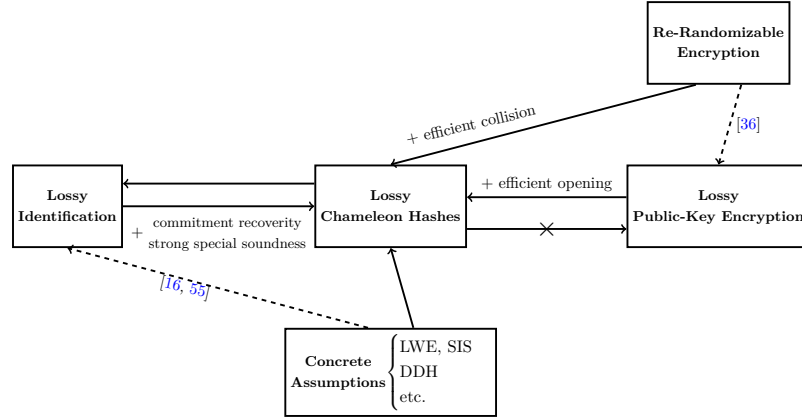 Re-Randomizable
Encryption
+ efficient collision
[36]
Lossy
Identification
Lossy
Chameleon Hashes
+ efficient opening
Lossy
Public-Key Encryption
+ commitment recoverity
strong special soundness
[16, 55]
Concrete
Assumptions
LWE, SIS
DDH
etc.